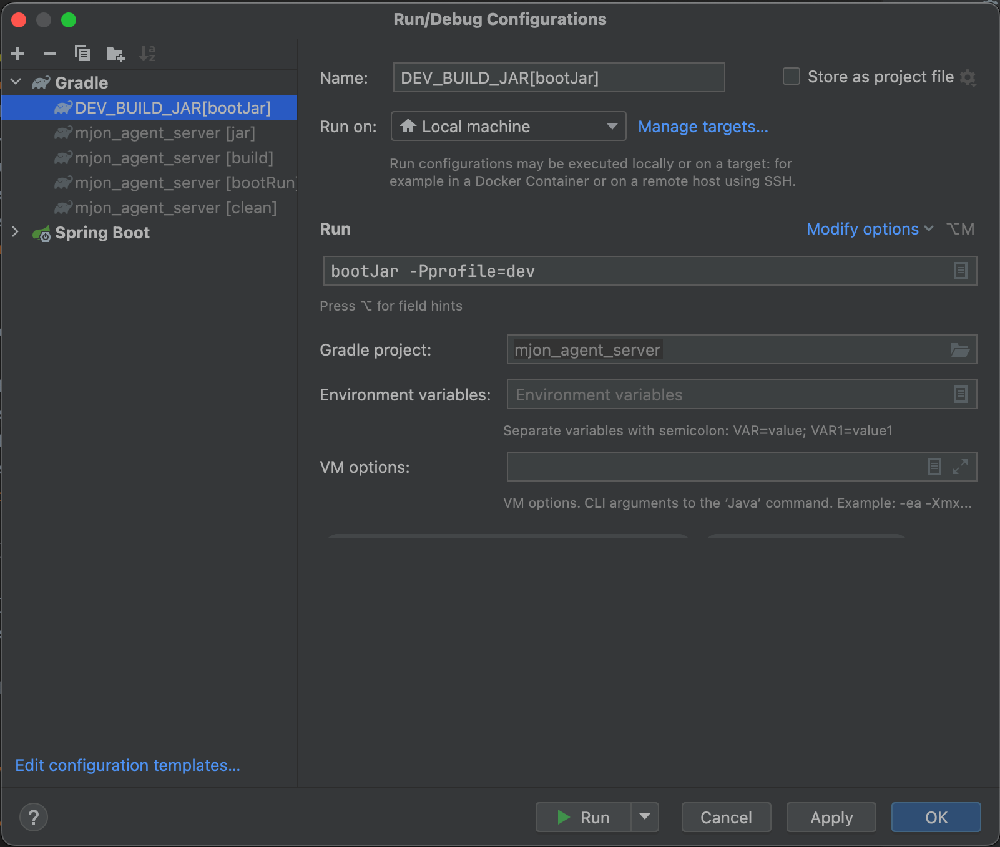 Run/Debug Configurations
Gradle
DEV_BUILD_JAR[bootJar]
mjon_agent_server [jar]
mjon_agent_server [build]
mjon_agent_server [bootRun]
mjon_agent_server [clean]
Spring Boot
Edit configuration templates...
Name: DEV_BUILD_JAR[bootJar] Store as project file
Run on: Local machine Manage targets...
Run configurations may be executed locally or on a target: for
example in a Docker Container or on a remote host using SSH.
Run Modify options ⌥M
bootJar -Pprofile=dev
Press ⌥ for field hints
Gradle project: mjon_agent_server
Environment variables: Environment variables
Separate variables with semicolon: VAR=value; VAR1=value1
VM options:
VM options. CLI arguments to the ‘Java’ command. Example: -ea -Xmx...
? Run Cancel Apply OK